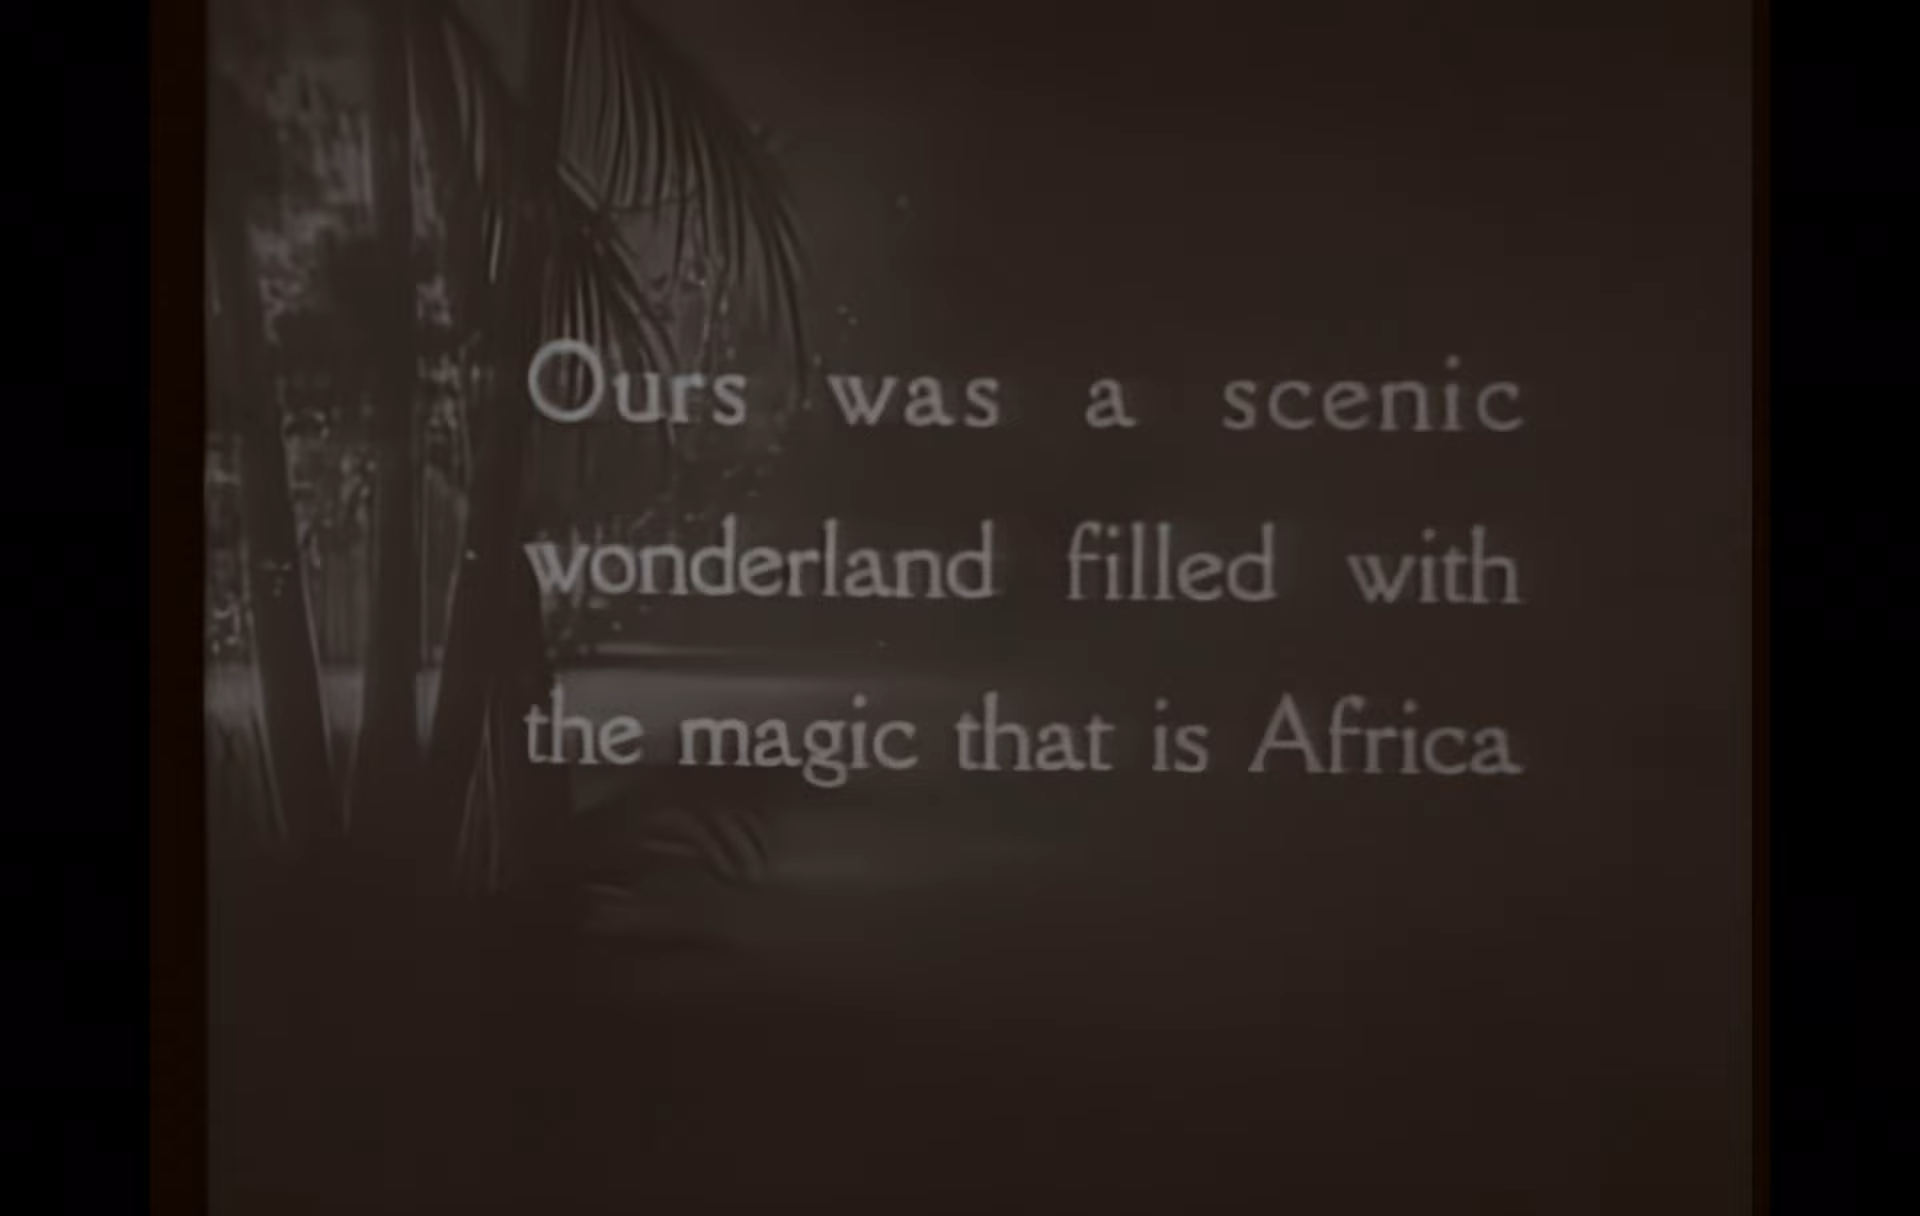 Ours was a scenic
wonderland filled with
the magic that is Africa